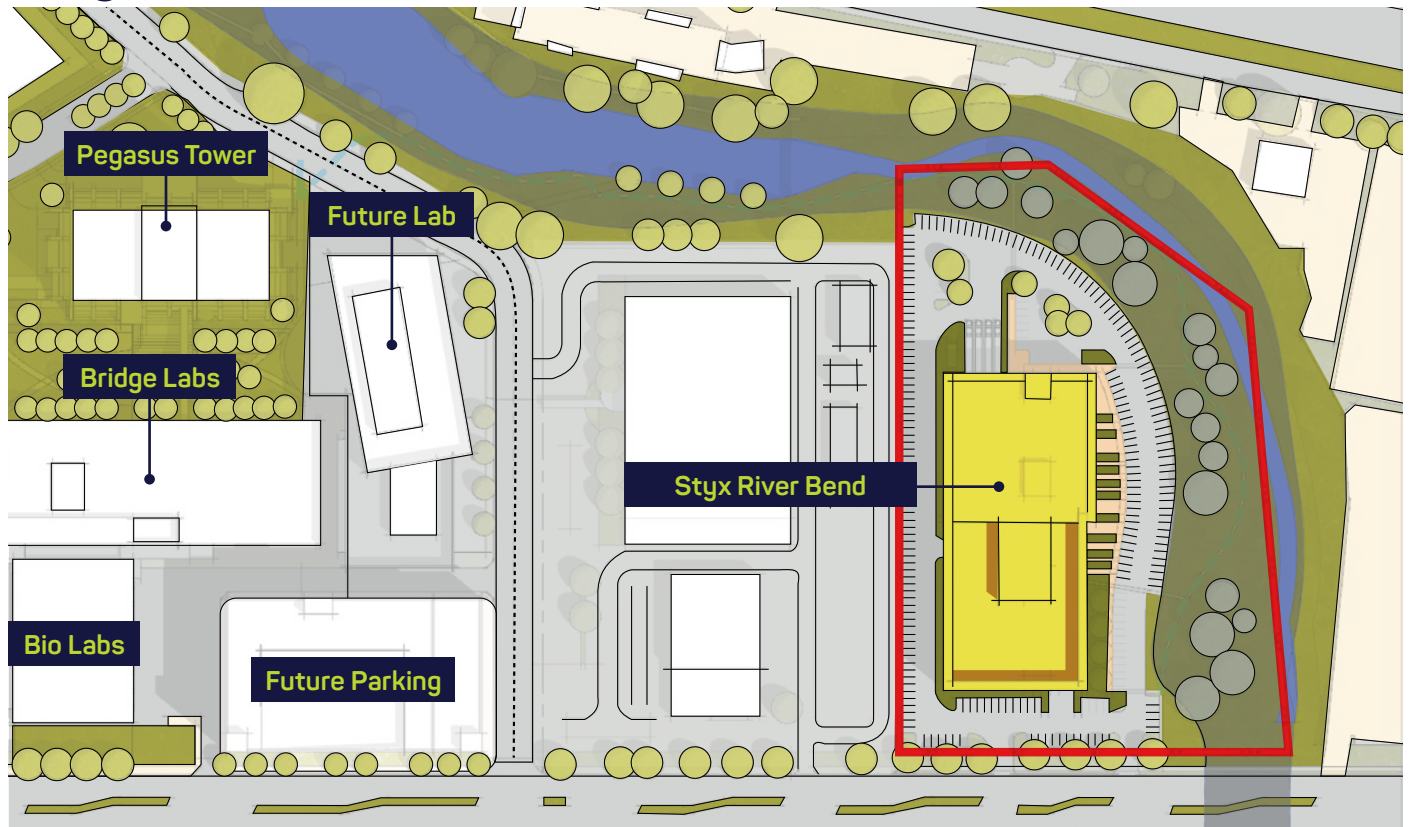 Pegasus Tower
Future Lab
Bridge Labs
Styx River Bend
Bio Labs
Future Parking